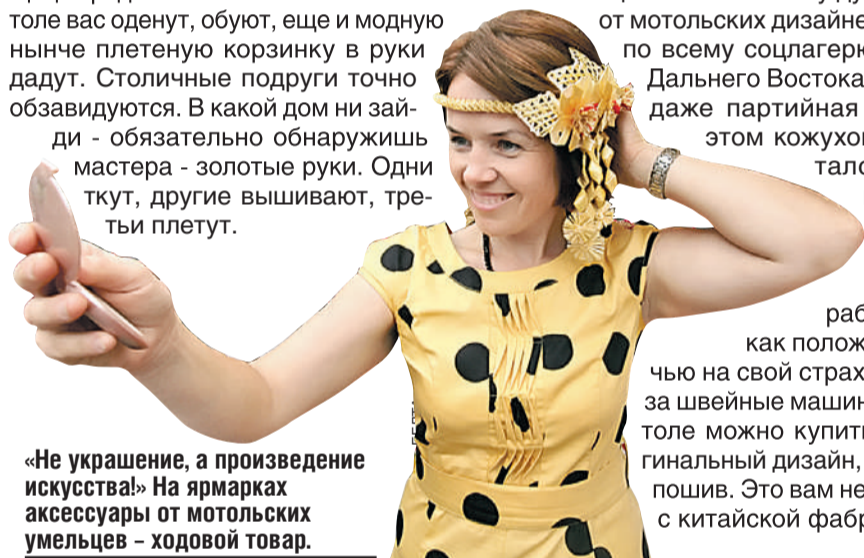 толе вас оденут, обуют, еще и модную
нынче плетеную корзинку в руки
дадут. Столичные подруги точно
обзавидуются. В какой дом ни зай-
ди - обязательно обнаружишь
мастера - золотые руки. Одни
ткут, другие вышивают, тре-
тьи плетут.
«Не украшение, а произведение
искусства!» На ярмарках
аксессуары от мотольских
умельцев – ходовой товар.
от мотольских дизайне
по всему соцлагерю
Дальнего Востока
даже партийная
этом кожухо
тало
раб
как полож
чью на свой страх
за швейные машин
толе можно купить
гинальный дизайн,
пошив. Это вам не
с китайской фабр